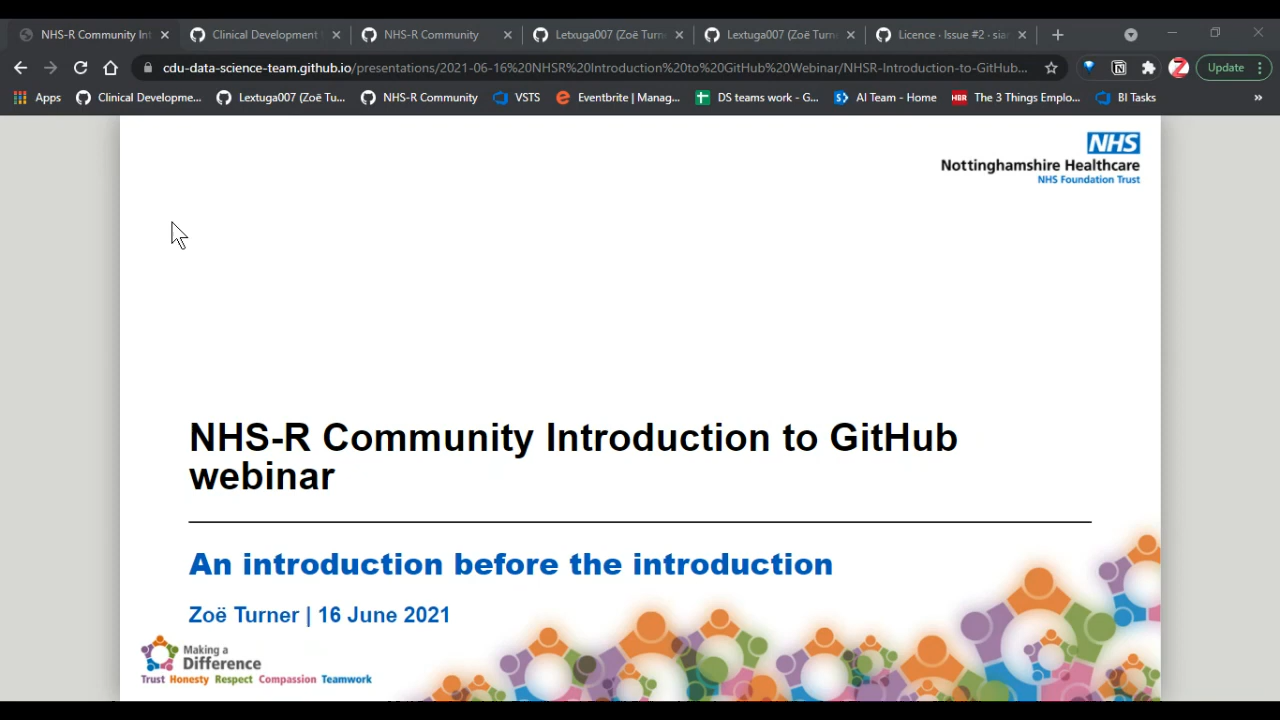 NHS-R Community Int
Clinical Development
NHS-R Community
Letxuga007 (Zoë Turn
Lextuga007 (Zoë Turn
Licence · Issue #2 · sia
cdu-data-science-team.github.io/presentations/2021-06-16%20NHSR%20Introduction%20to%20GitHub%20Webinar/NHSR-Introduction-to-GitHub...
Update
Apps
Clinical Developme...
Lextuga007 (Zoë Tu...
NHS-R Community
VSTS
Eventbrite | Manag...
DS teams work - G...
AI Team - Home
HBR
The 3 Things Emplo...
BI Tasks
NHS
Nottinghamshire Healthcare
NHS Foundation Trust
NHS-R Community Introduction to GitHub
webinar
An introduction before the introduction
Zoë Turner | 16 June 2021
Making a
Difference
Trust Honesty Respect Compassion Teamwork